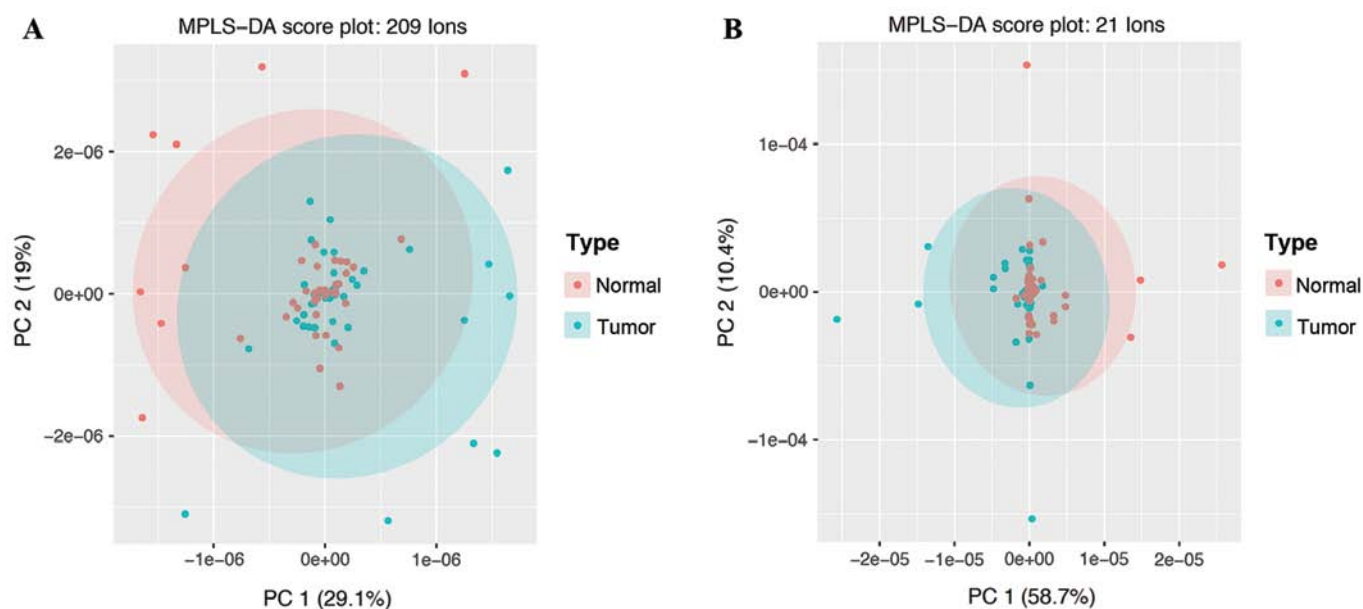 A
MPLS-DA score plot: 209 Ions
PC 2 (19%)
2e-06
0e+00
-2e-06
-1e-06
0e+00
1e-06
PC 1 (29.1%)
Type
Normal
Tumor
B
MPLS-DA score plot: 21 Ions
PC 2 (10.4%)
1e-04
0e+00
-1e-04
-2e-05
-1e-05
0e+00
1e-05
2e-05
PC 1 (58.7%)
Type
Normal
Tumor